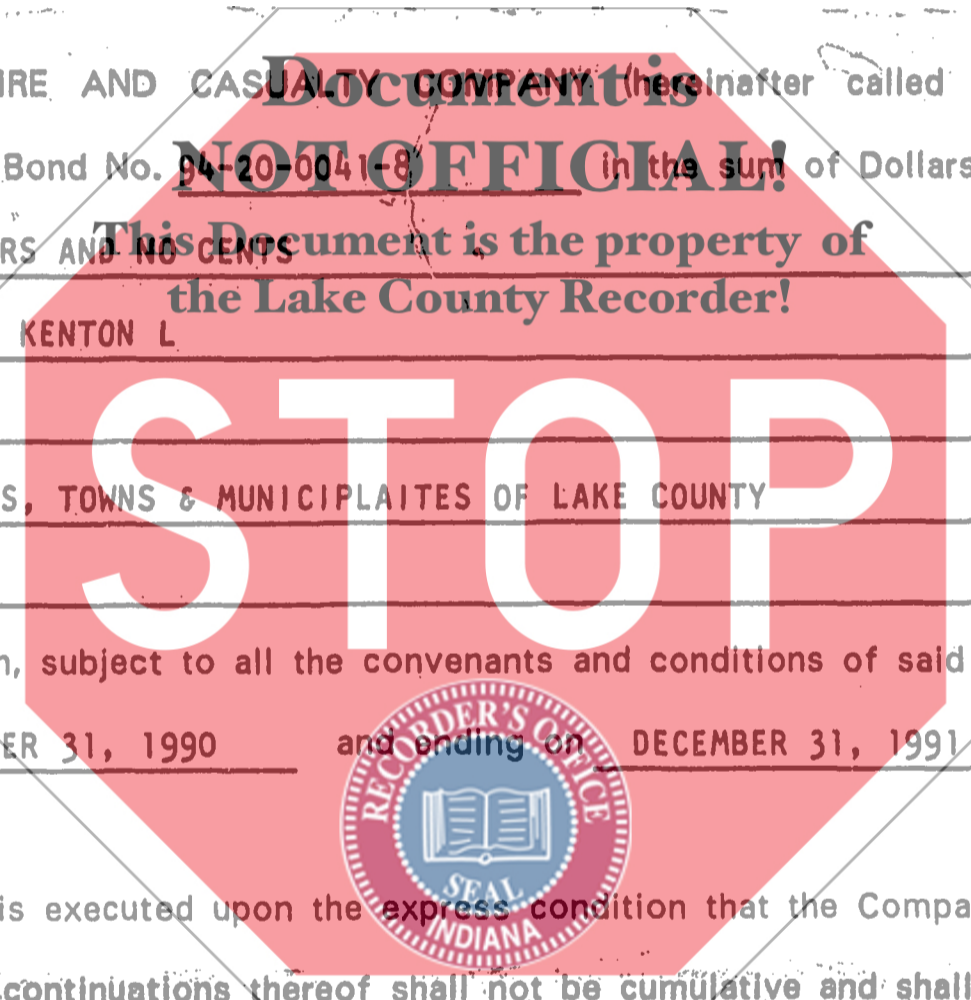 IRE AND CASUALTY COMPANY (hereinafter called
Document is
Bond No. 94-20-0041-8 in the sum of Dollars
NOT OFFICIAL!
RS AND NO CENTS
This Document is the property of
the Lake County Recorder!
KENTON L
STOP
S, TOWNS & MUNICIPLAITES OF LAKE COUNTY
n, subject to all the convenants and conditions of said
ER 31, 1990 and ending on DECEMBER 31, 1991
RECORDER'S OFFICE
SEAL
INDIANA
is executed upon the express condition that the Compa
continuations thereof shall not be cumulative and shall